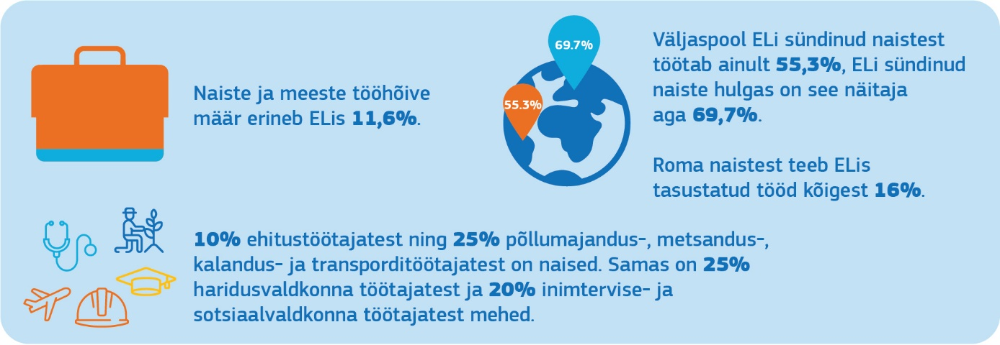 Naiste ja meeste tööhõive
määr erineb ELis 11,6%.
69.7%
55.3%
Väljaspool ELi sündinud naistest
töötab ainult 55,3%, ELi sündinud
naiste hulgas on see näitaja
aga 69,7%.
Roma naistest teeb ELis
tasustatud tööd kõigest 16%.
10% ehitustöötajatest ning 25% põllumajandus-, metsandus-,
kalandus- ja transporditöötajatest on naised. Samas on 25%
haridusvaldkonna töötajatest ja 20% inimtervise- ja
sotsiaalvaldkonna töötajatest mehed.